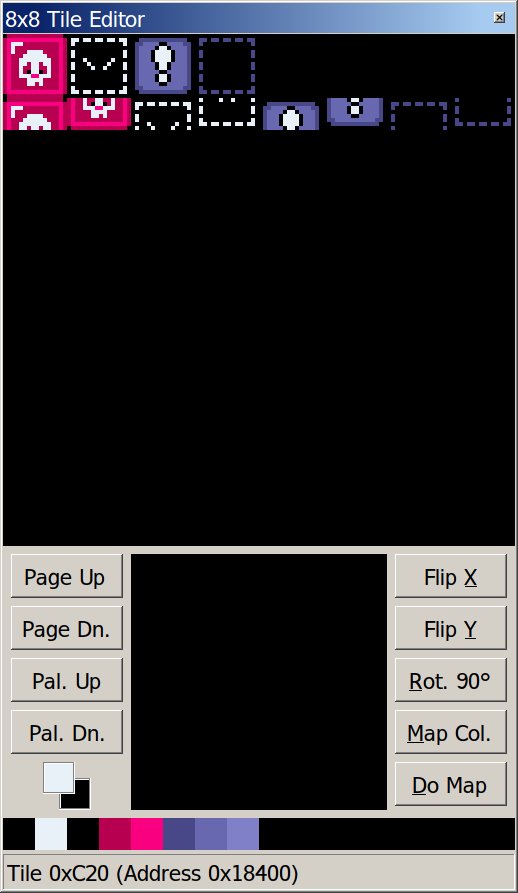 8x8 Tile Editor
Page Up
Flip X
Page Dn.
Flip Y
Pal. Up
Rot. 90°
Pal. Dn.
Map Col.
Do Map
Tile 0xC20 (Address 0x18400)